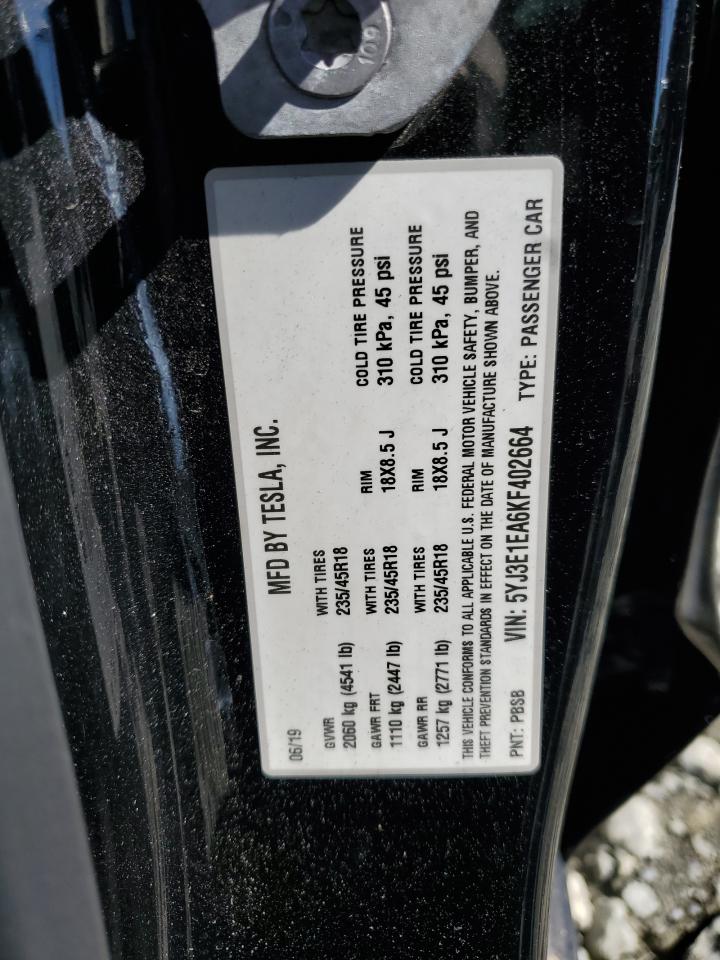 109
MFD BY TESLA, INC.
06/19
GVWR WITH TIRES
2060 kg (4541 lb) 235/45R18
GAWR FRT WITH TIRES RIM COLD TIRE PRESSURE
1110 kg (2447 lb) 235/45R18 18X8.5 J 310 kPa, 45 psi
GAWR RR WITH TIRES RIM COLD TIRE PRESSURE
1257 kg (2771 lb) 235/45R18 18X8.5 J 310 kPa, 45 psi
THIS VEHICLE CONFORMS TO ALL APPLICABLE U.S. FEDERAL MOTOR VEHICLE SAFETY, BUMPER, AND
THEFT PREVENTION STANDARDS IN EFFECT ON THE DATE OF MANUFACTURE SHOWN ABOVE.
PNT: PBSB VIN: 5YJ3E1EA6KF402664 TYPE: PASSENGER CAR